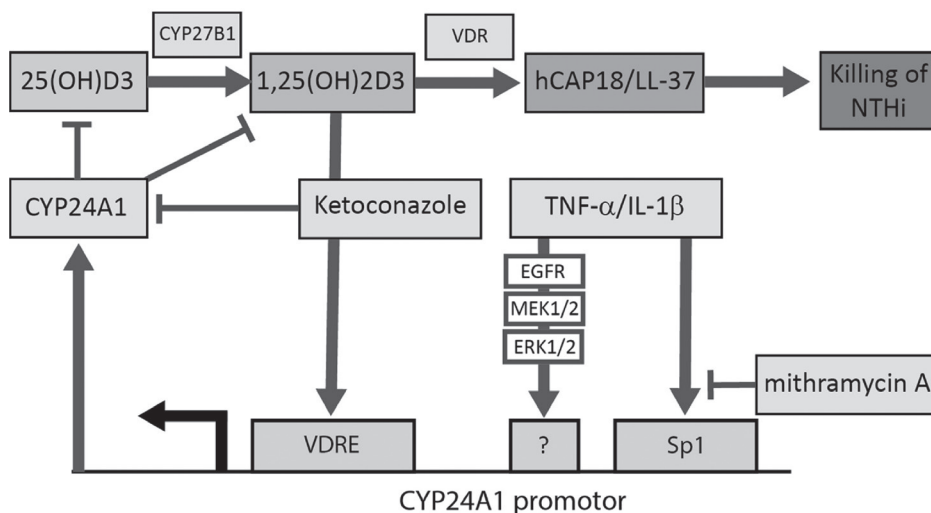 CYP27B1
VDR
25(OH)D3
1,25(OH)2D3
hCAP18/LL-37
Killing of
NTHi
CYP24A1
Ketoconazole
TNF-α/IL-1β
EGFR
MEK1/2
ERK1/2
mithramycin A
VDRE
?
Sp1
CYP24A1 promotor